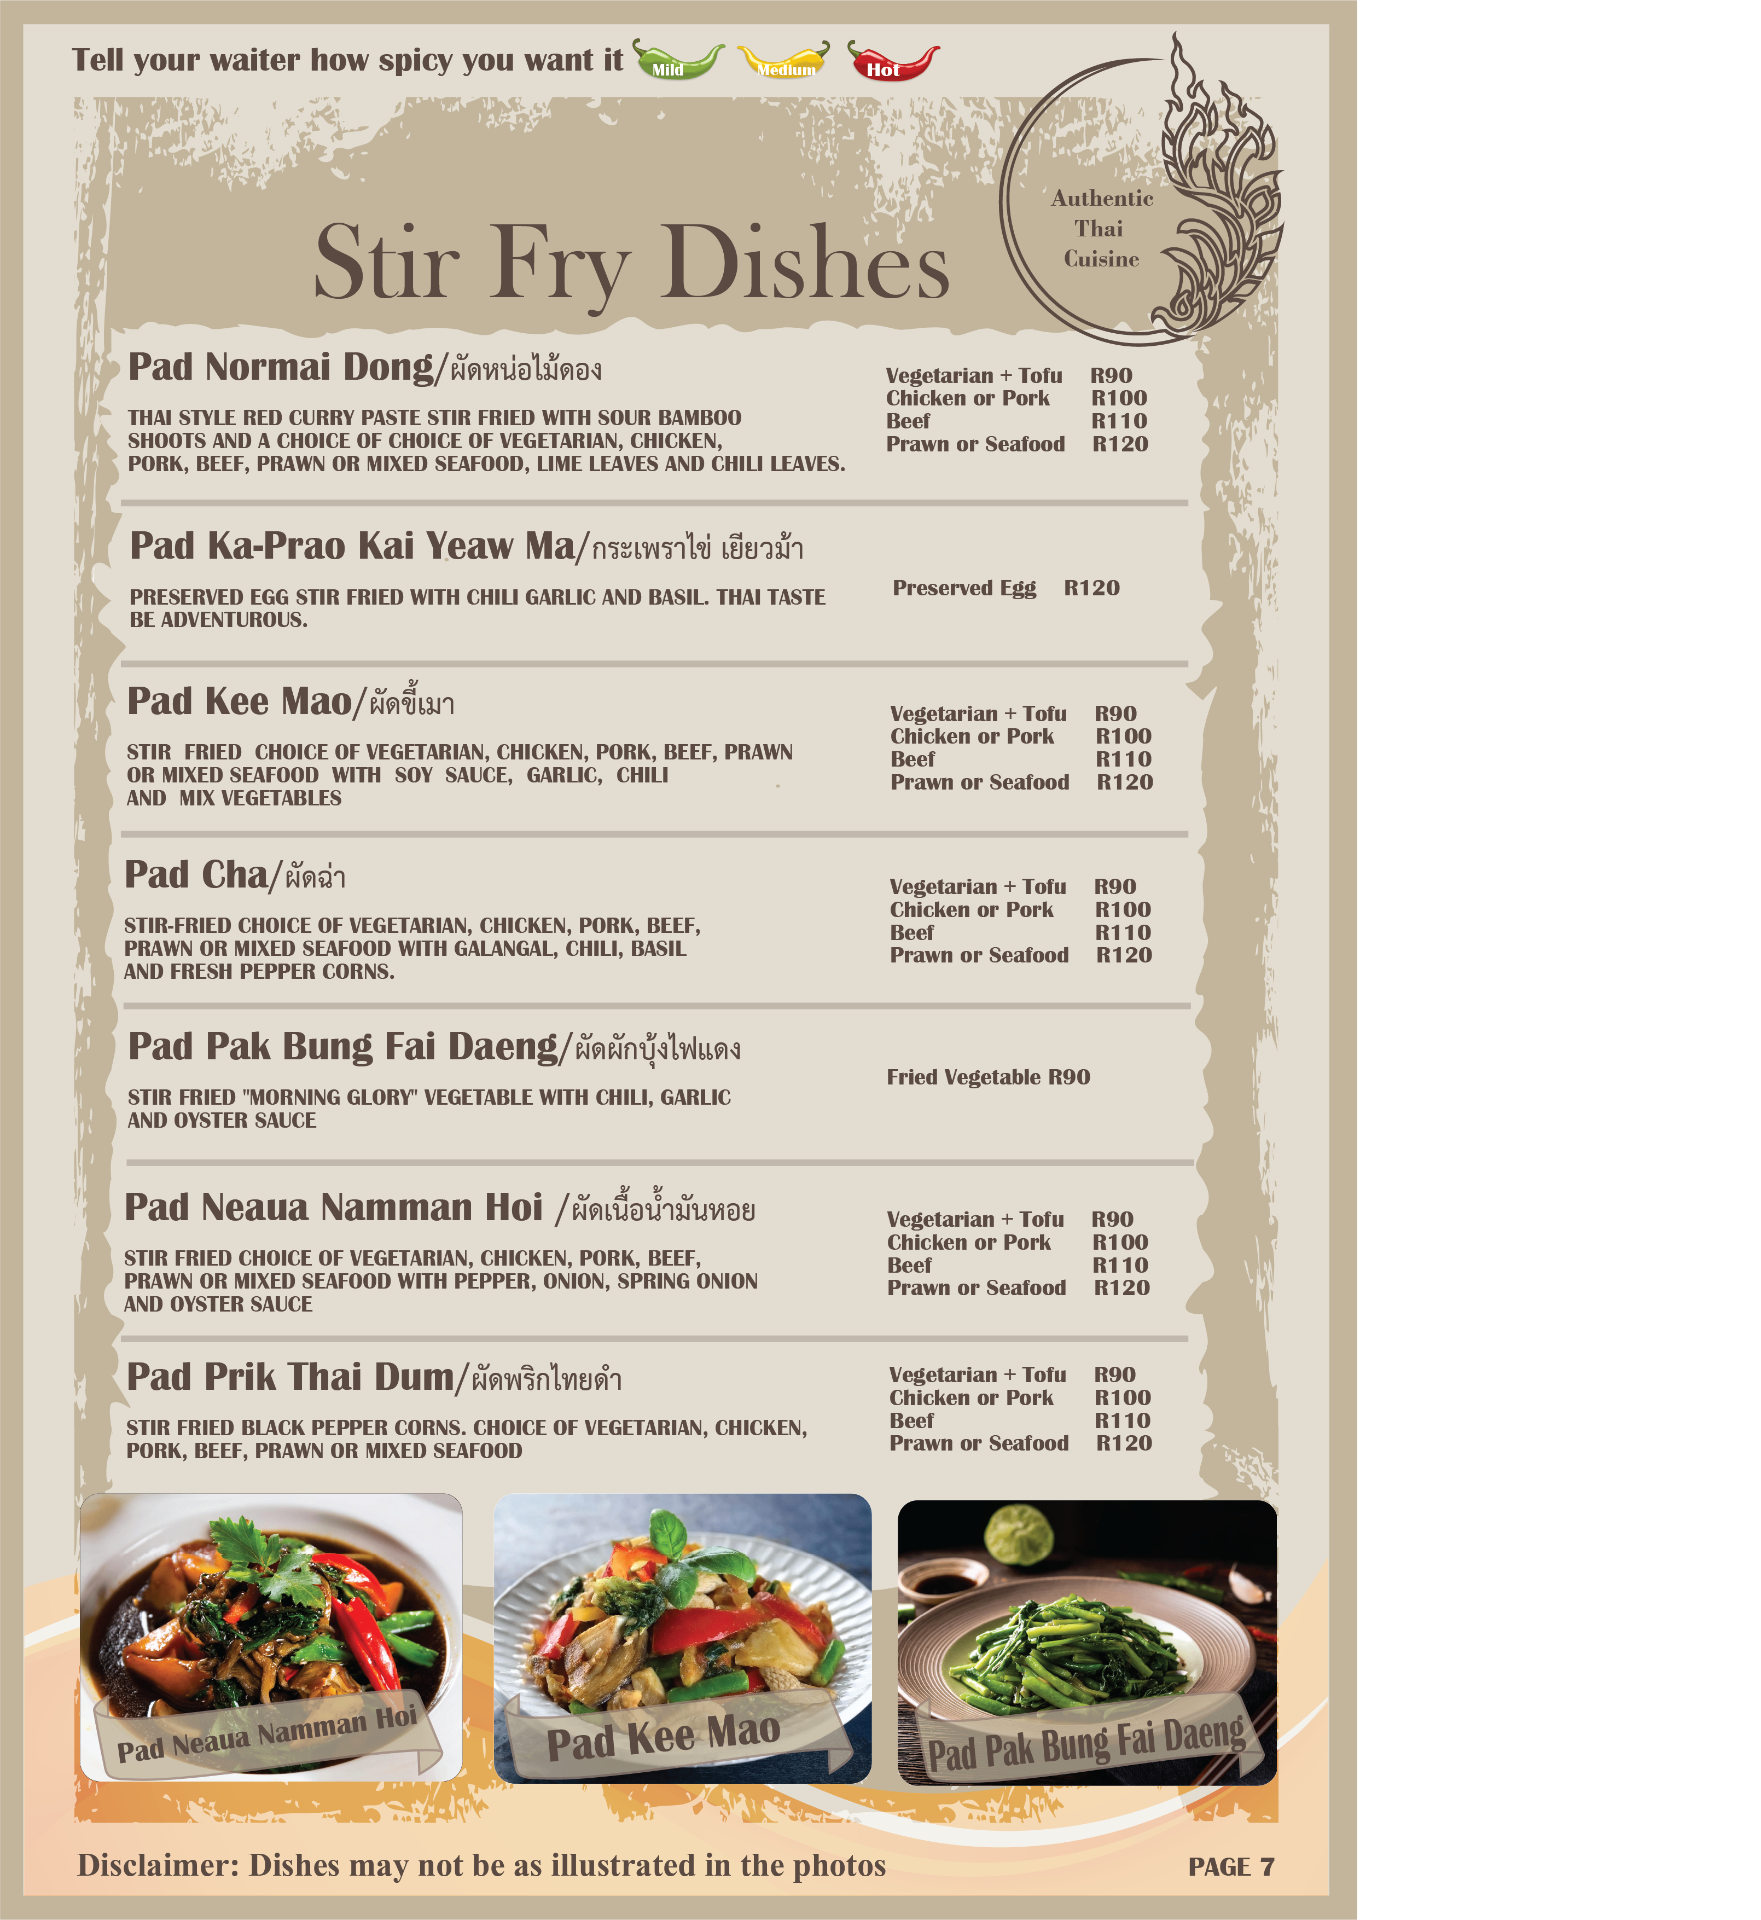 Tell your waiter how spicy you want it
Mild
Medium
Hot
Authentic
Thai
Cuisine
Stir Fry Dishes
Pad Normai Dong/ผัดหน่อไม้ดอง
THAI STYLE RED CURRY PASTE STIR FRIED WITH SOUR BAMBOO
SHOOTS AND A CHOICE OF CHOICE OF VEGETARIAN, CHICKEN,
PORK, BEEF, PRAWN OR MIXED SEAFOOD, LIME LEAVES AND CHILI LEAVES.
Vegetarian + Tofu R90
Chicken or Pork R100
Beef R110
Prawn or Seafood R120
Pad Ka-Prao Kai Yeaw Ma/กระเพราไข่ เยียวม้า
PRESERVED EGG STIR FRIED WITH CHILI GARLIC AND BASIL. THAI TASTE
BE ADVENTUROUS.
Preserved Egg R120
Pad Kee Mao/ผัดขี้เมา
STIR FRIED CHOICE OF VEGETARIAN, CHICKEN, PORK, BEEF, PRAWN
OR MIXED SEAFOOD WITH SOY SAUCE, GARLIC, CHILI
AND MIX VEGETABLES
Vegetarian + Tofu R90
Chicken or Pork R100
Beef R110
Prawn or Seafood R120
Pad Cha/ผัดฉ่า
STIR-FRIED CHOICE OF VEGETARIAN, CHICKEN, PORK, BEEF,
PRAWN OR MIXED SEAFOOD WITH GALANGAL, CHILI, BASIL
AND FRESH PEPPER CORNS.
Vegetarian + Tofu R90
Chicken or Pork R100
Beef R110
Prawn or Seafood R120
Pad Pak Bung Fai Daeng/ผัดผักบุ้งไฟแดง
STIR FRIED "MORNING GLORY" VEGETABLE WITH CHILI, GARLIC
AND OYSTER SAUCE
Fried Vegetable R90
Pad Neaua Namman Hoi /ผัดเนื้อน้ำมันหอย
STIR FRIED CHOICE OF VEGETARIAN, CHICKEN, PORK, BEEF,
PRAWN OR MIXED SEAFOOD WITH PEPPER, ONION, SPRING ONION
AND OYSTER SAUCE
Vegetarian + Tofu R90
Chicken or Pork R100
Beef R110
Prawn or Seafood R120
Pad Prik Thai Dum/ผัดพริกไทยดำ
STIR FRIED BLACK PEPPER CORNS. CHOICE OF VEGETARIAN, CHICKEN,
PORK, BEEF, PRAWN OR MIXED SEAFOOD
Vegetarian + Tofu R90
Chicken or Pork R100
Beef R110
Prawn or Seafood R120
Pad Neaua Namman Hoi
Pad Kee Mao
Pad Pak Bung Fai Daeng
Disclaimer: Dishes may not be as illustrated in the photos
PAGE 7